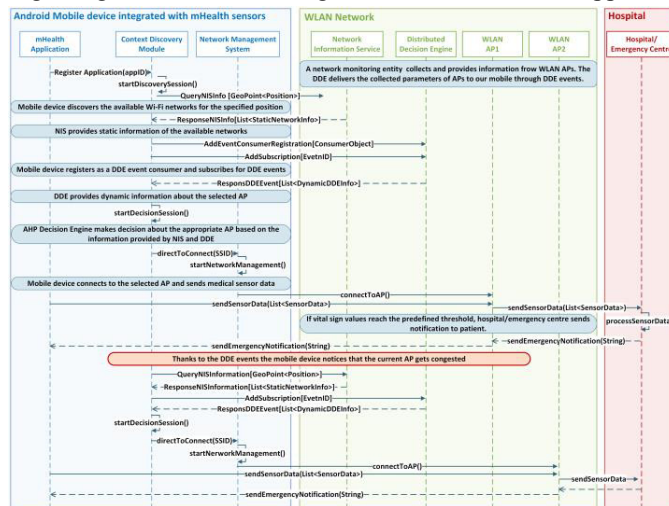 Android Mobile device integrated with mHealth sensors
WLAN Network
Hospital
mHealth
Application
Context Discovery
Module
Network Management
System
Network
Information Service
Distributed
Decision Engine
WLAN
AP1
WLAN
AP2
Hospital/
Emergency Centre
Register Application(appID)
startDiscoverySession()
A network monitoring entity collects and provides information from WLAN APs. The
DDE delivers the collected parameters of APs to our mobile through DDE events.
QueryNISInfo [GeoPoint<Position>]
Mobile device discovers the available Wi-Fi networks for the specified position
ResponseNISInfo[List<StaticNetworkInfo>]
NIS provides static information of the available networks
AddEventConsumerRegistration[ConsumerObject]
AddSubscription[EvetnID]
Mobile device registers as a DDE event consumer and subscribes for DDE events
ResponsDDEEvent[List<DynamicDDEInfo>]
DDE provides dynamic information about the selected AP
startDecisionSession()
AHP Decision Engine makes decision about the appropriate AP based on the
information provided by NIS and DDE
directToConnect(SSID)
startNetworkManagement()
Mobile device connects to the selected AP and sends medical sensor data
connectToAP()
sendSensorData(List<SensorData>)
sendSensorData(List<SensorData>)
If vital sign values reach the predefined threshold, hospital/emergency centre sends
notification to patient.
processSensorData()
sendEmergencyNotification(String)
sendEmergencyNotification(String)
Thanks to the DDE events the mobile device notices that the current AP gets congested
QueryNISInformation[GeoPoint<Position>]
ResponseNISInformation[List<StaticNetworkInfo>]
AddSubscription[EvetnID]
ResponsDDEEvent[List<DynamicDDEInfo>]
startDecisionSession()
directToConnect(SSID)
startNerworkManagement()
connectToAP()
sendSensorData(List<SensorData>)
sendSensorData
sendEmergencyNotification(String)